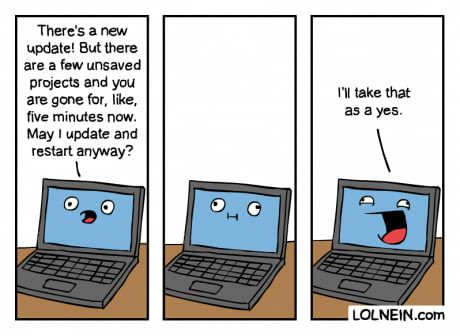 There's a new
update! But there
are a few unsaved
projects and you
are gone for, like,
five minutes now.
May I update and
restart anyway?
I'll take that
as a yes.
LOLNEIN.com